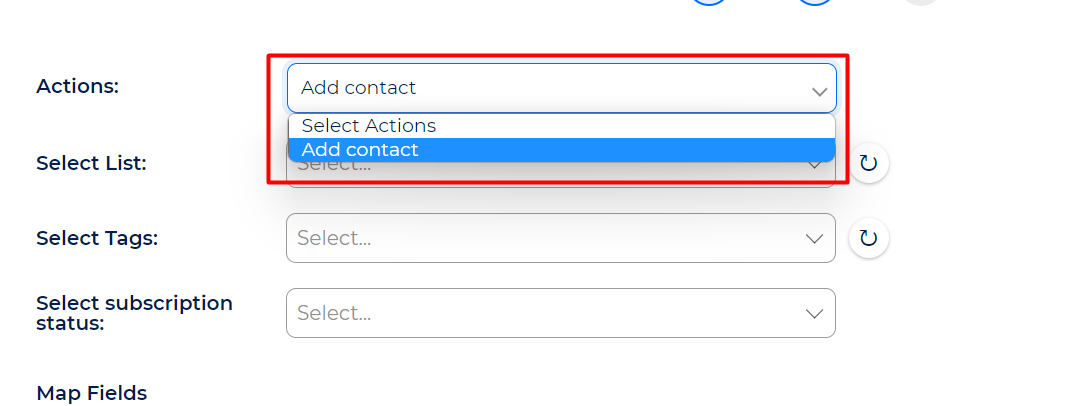 Actions:
Add contact
Select Actions
Add contact
Select List:
Select...
Select Tags:
Select...
Select subscription
status:
Select...
Map Fields